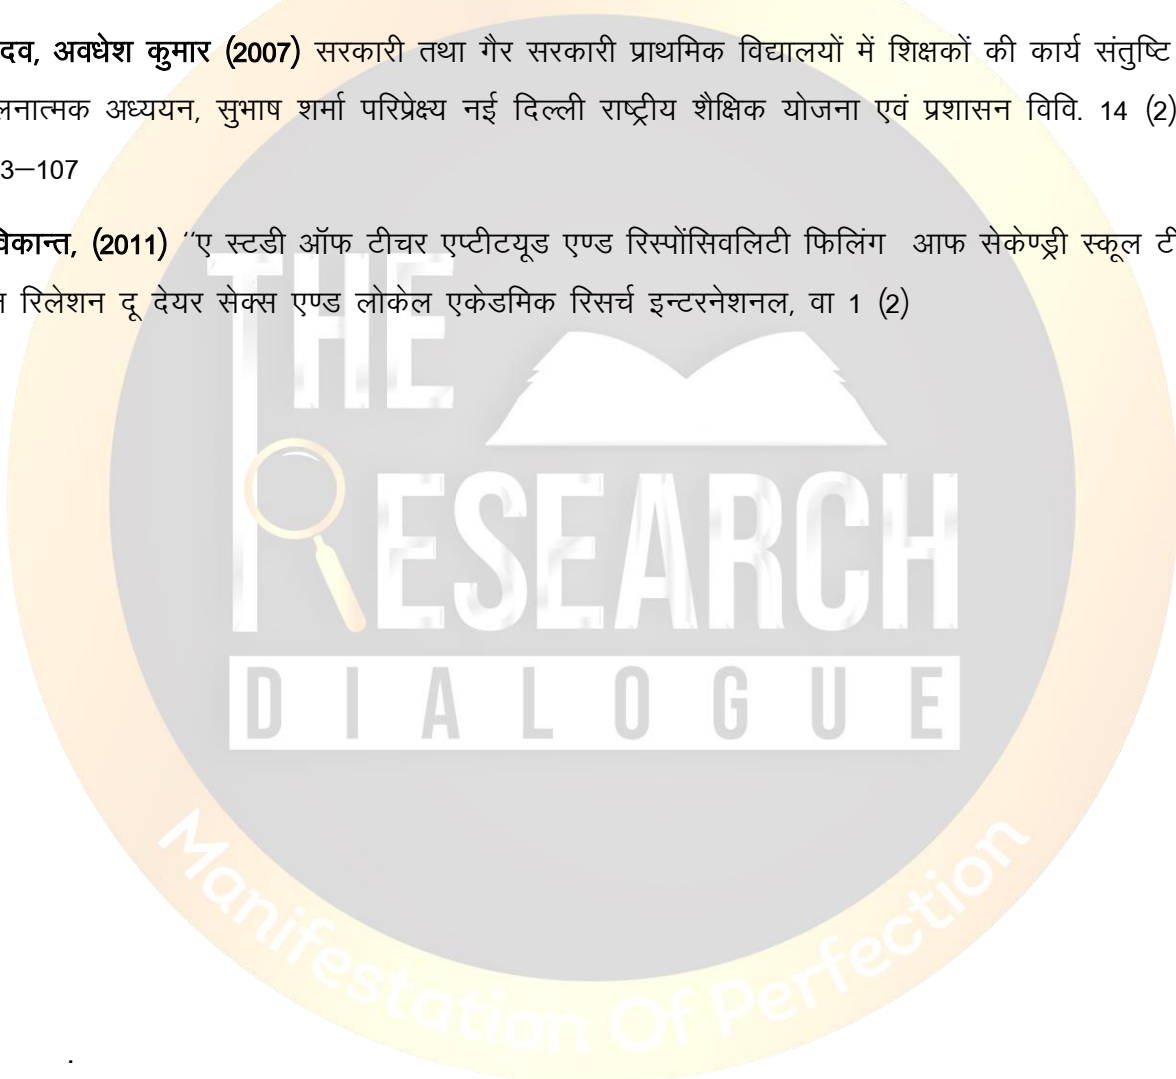 दव, अवधेश कुमार (2007) सरकारी तथा गैर सरकारी प्राथमिक विद्यालयों में शिक्षकों की कार्य संतुष्टि
लनात्मक अध्ययन, सुभाष शर्मा परिप्रेक्ष्य नई दिल्ली राष्ट्रीय शैक्षिक योजना एवं प्रशासन विवि. 14 (2)
3–107
विकान्त, (2011) ‘‘ए स्टडी ऑफ टीचर एप्टीटयूड एण्ड रिस्पोंसिवलिटी फिलिंग आफ सेकेण्ड्री स्कूल टी
रिलेशन दू देयर सेक्स एण्ड लोकेल एकेडमिक रिसर्च इन्टरनेशनल, वा 1 (2)
THE
RESEARCH
DIALOGUE
Manifestation Of Perfection
.